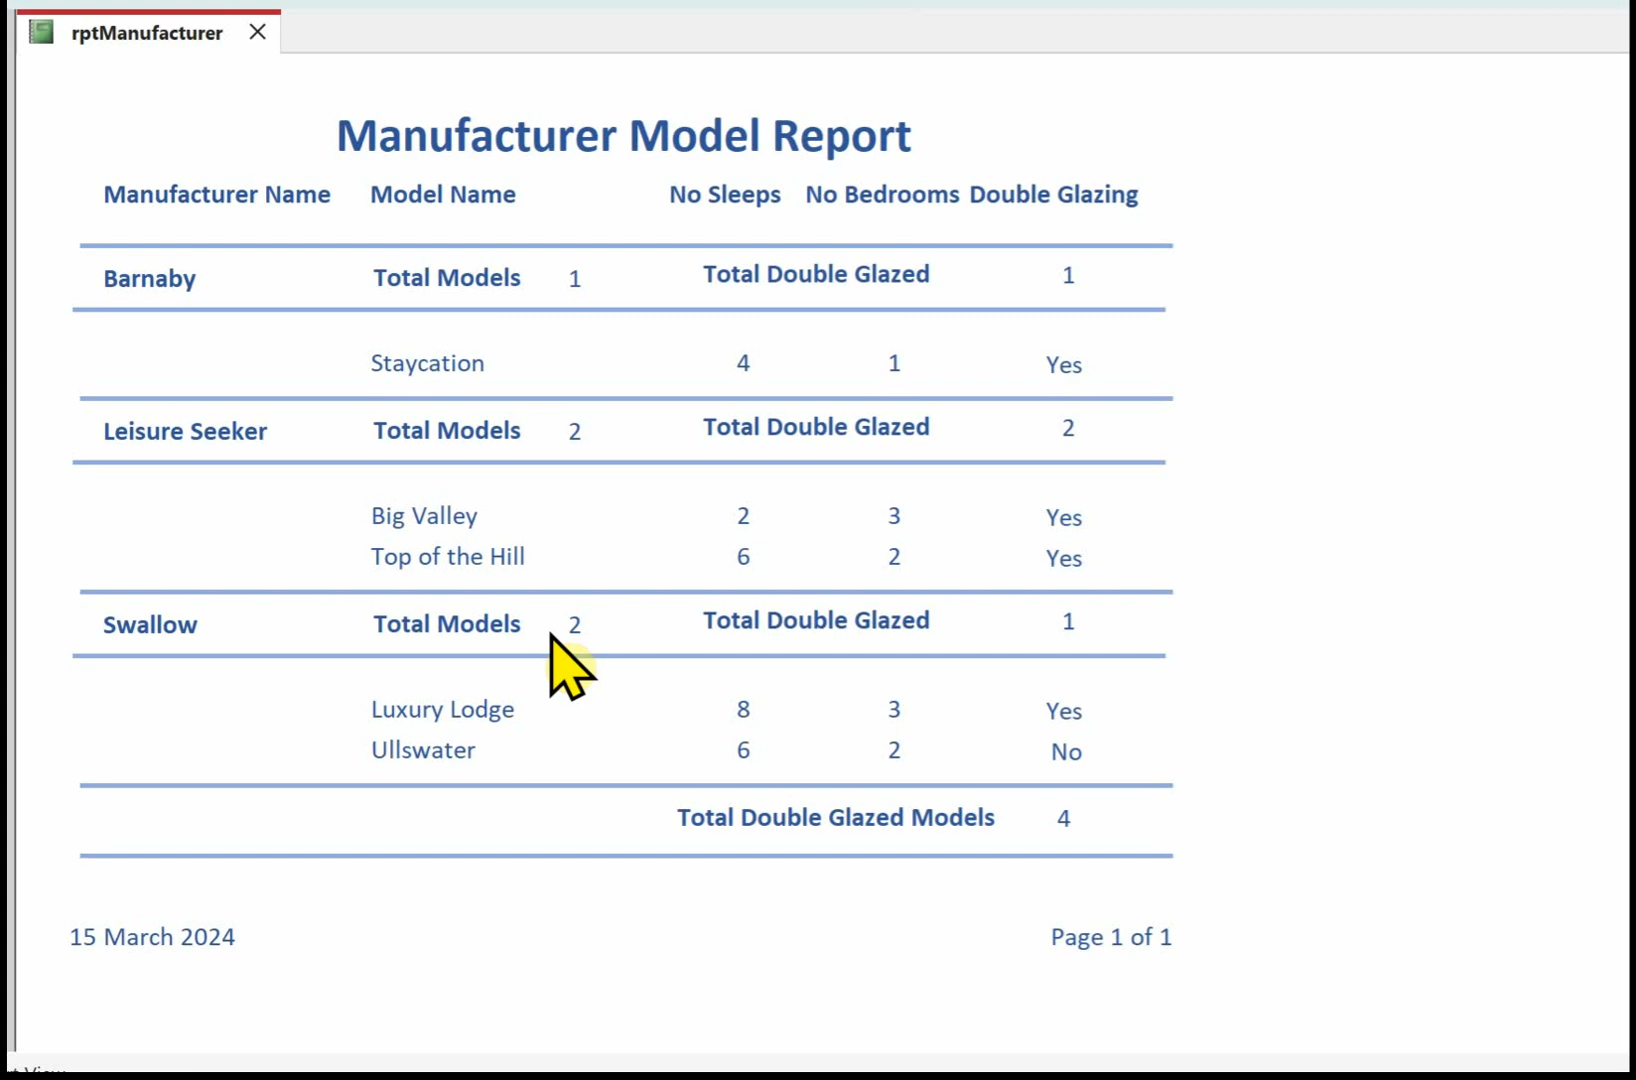 rptManufacturer
Manufacturer Model Report
Manufacturer Name Model Name No Sleeps No Bedrooms Double Glazing
Barnaby Total Models 1 Total Double Glazed 1
Staycation 4 1 Yes
Leisure Seeker Total Models 2 Total Double Glazed 2
Big Valley 2 3 Yes
Top of the Hill 6 2 Yes
Swallow Total Models 2 Total Double Glazed 1
Luxury Lodge 8 3 Yes
Ullswater 6 2 No
Total Double Glazed Models 4
15 March 2024 Page 1 of 1